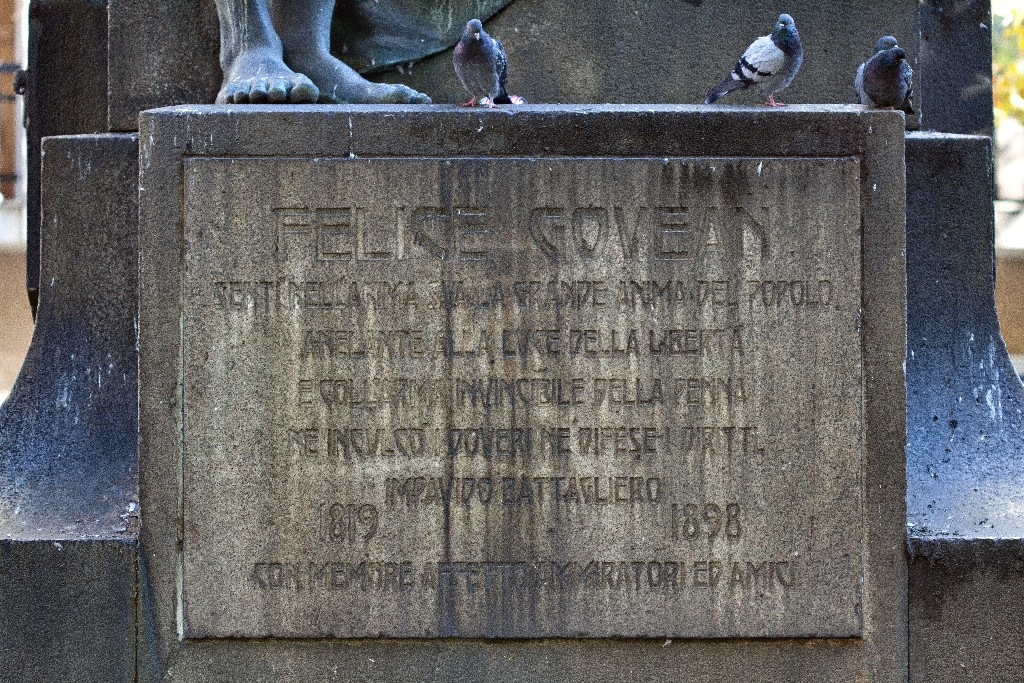 FELICE GOVEAN
SENTÌ NELL'ANIMA SUA LA GRANDE ANIMA DEL POPOLO
ANELANTE ALLA LUCE DELLA LIBERTÀ
E COLL'ARMA INVINCIBILE DELLA PENNA
NE INCULCÒ I DOVERI NE DIFESE I DIRITTI
IMPAVIDO BATTAGLIERO
1819 1898
CON MEMORE AFFETTO AMMIRATORI ED AMICI